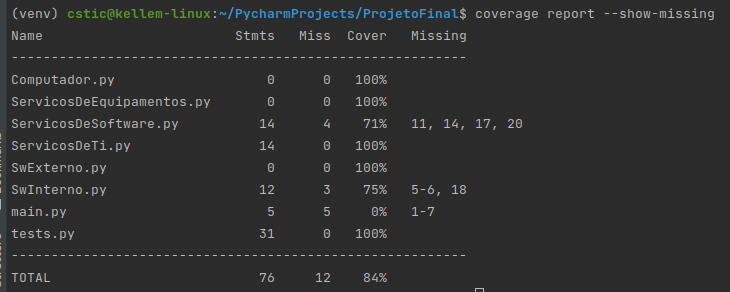 (venv) cstic@kellem-linux:~/PycharmProjects/ProjetoFinal$ coverage report --show-missing
Name                      Stmts   Miss  Cover   Missing
-------------------------------------------------------
Computador.py                 0      0   100%
ServicosDeEquipamentos.py     0      0   100%
ServicosDeSoftware.py        14      4    71%   11, 14, 17, 20
ServicosDeTi.py              14      0   100%
SwExterno.py                  0      0   100%
SwInterno.py                 12      3    75%   5-6, 18
main.py                       5      5     0%   1-7
tests.py                     31      0   100%
-------------------------------------------------------
TOTAL                        76     12    84%